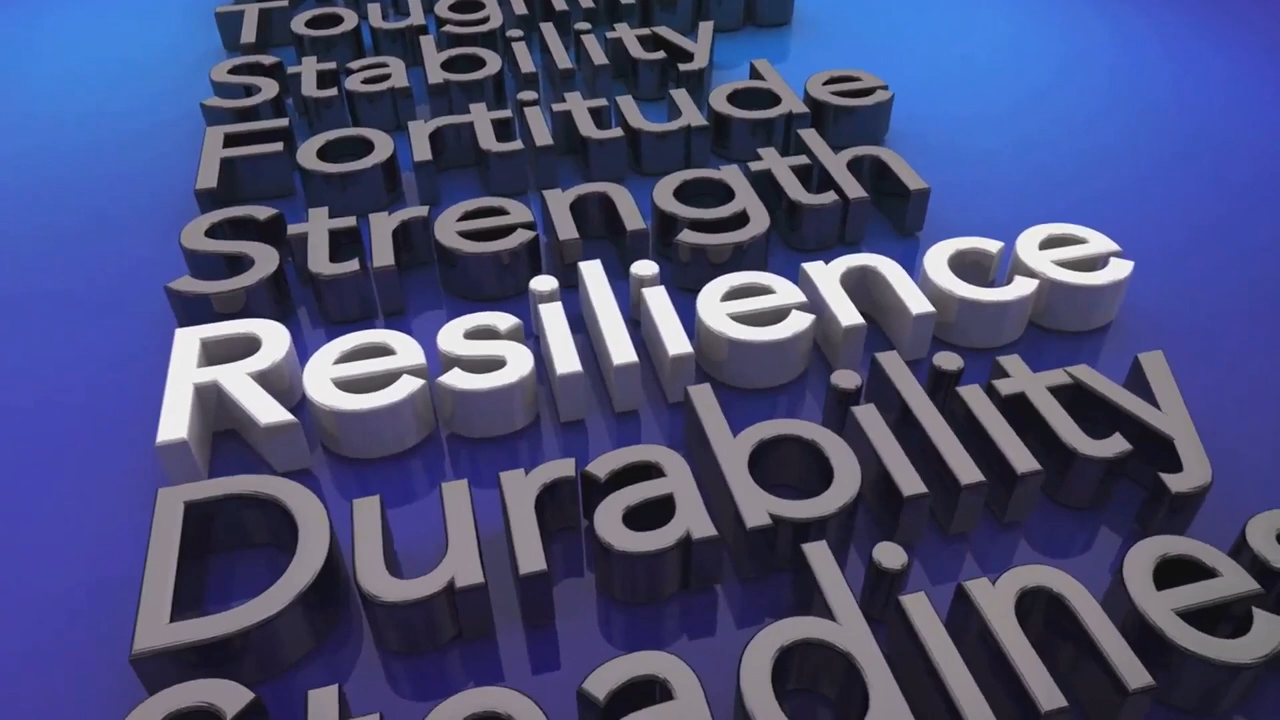 Stability
Fortitude
Strength
Resilience
Durability